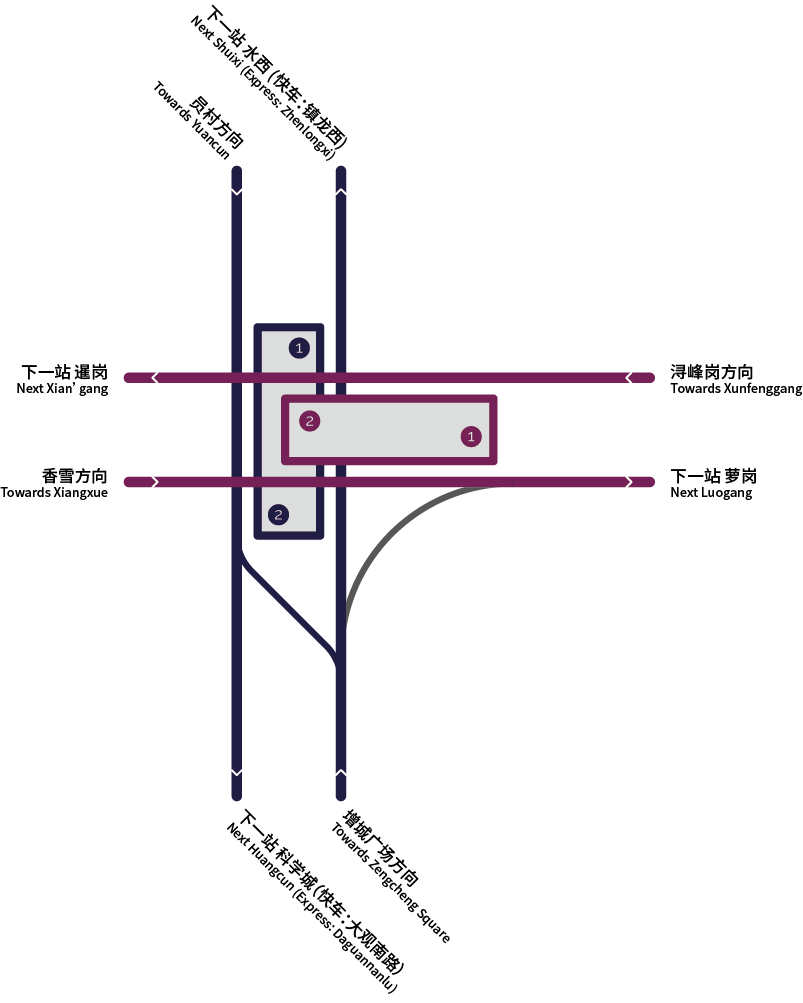 下一站 水西 (快车：镇龙西)
Next Shuixi (Express: Zhenlongxi)
员村方向
Towards Yuancun
1
下一站 暹岗
Next Xian’ gang
浔峰岗方向
Towards Xunfenggang
2
1
香雪方向
Towards Xiangxue
下一站 萝岗
Next Luogang
2
下一站 科学城 (快车：大观南路)
Next Huangcun (Express: Daguannanlu)
增城广场方向
Towards Zengcheng Square